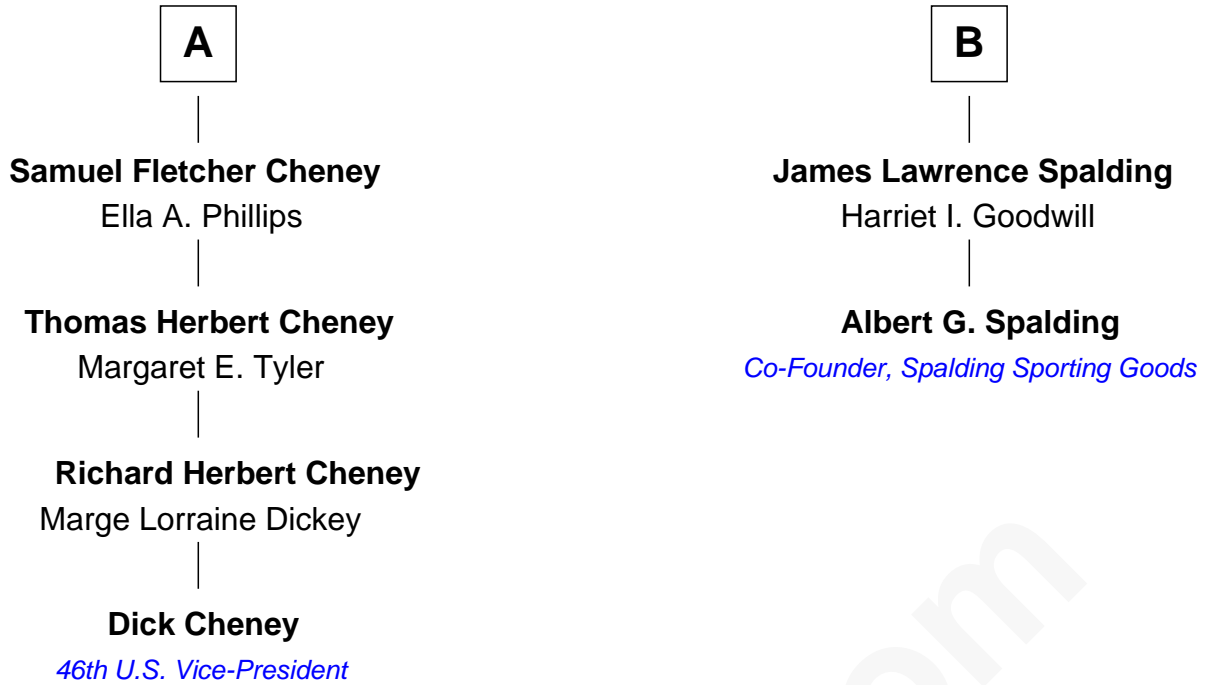 A
Samuel Fletcher Cheney
Ella A. Phillips
Thomas Herbert Cheney
Margaret E. Tyler
Richard Herbert Cheney
Marge Lorraine Dickey
Dick Cheney
46th U.S. Vice-President
B
James Lawrence Spalding
Harriet I. Goodwill
Albert G. Spalding
Co-Founder, Spalding Sporting Goods
om